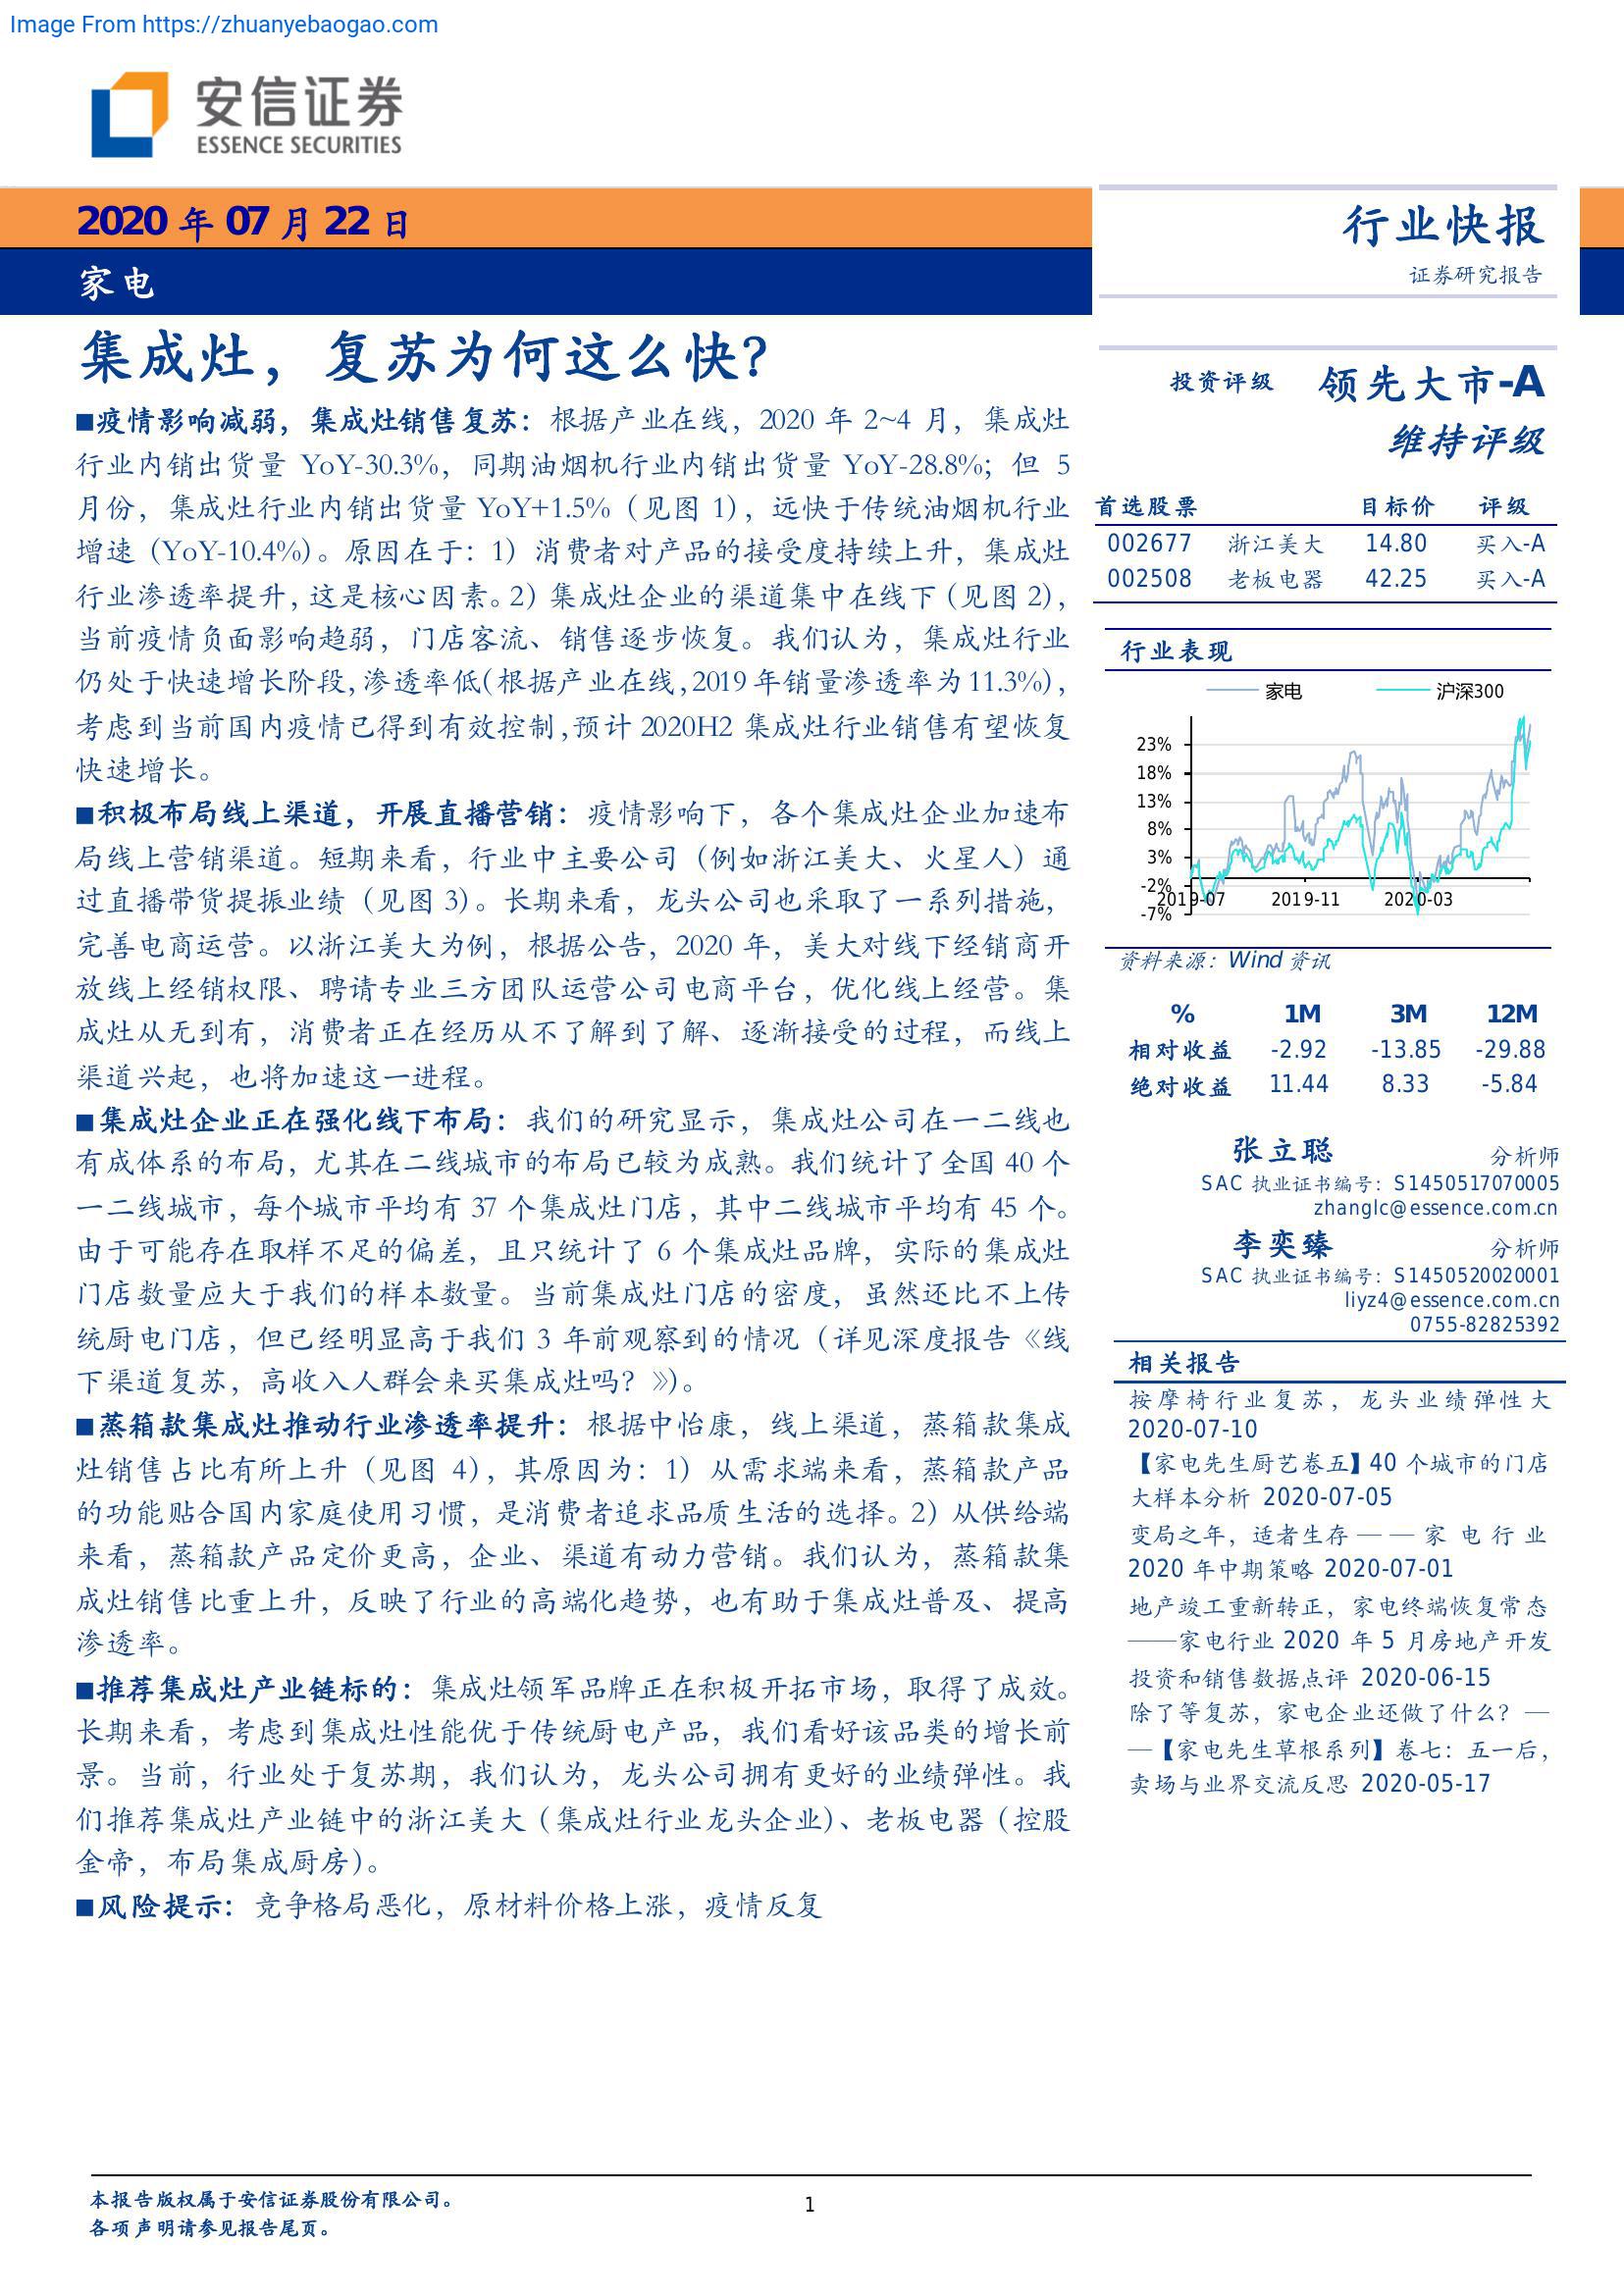 Image From https://zhuanyebaogao.com
安信证券
ESSENCE SECURITIES
2020 年 07 月 22 日
家电
行业快报
证券研究报告
集成灶，复苏为何这么快?
■疫情影响减弱，集成灶销售复苏：根据产业在线，2020 年 2~4 月，集成灶
行业内销出货量 YoY-30.3%，同期油烟机行业内销出货量 YoY-28.8%；但 5
月份，集成灶行业内销出货量 YoY+1.5%（见图 1），远快于传统油烟机行业
增速（YoY-10.4%）。原因在于：1）消费者对产品的接受度持续上升，集成灶
行业渗透率提升，这是核心因素。2）集成灶企业的渠道集中在线下（见图 2），
当前疫情负面影响趋弱，门店客流、销售逐步恢复。我们认为，集成灶行业
仍处于快速增长阶段，渗透率低（根据产业在线，2019 年销量渗透率为 11.3%），
考虑到当前国内疫情已得到有效控制，预计 2020H2 集成灶行业销售有望恢复
快速增长。
■积极布局线上渠道，开展直播营销：疫情影响下，各个集成灶企业加速布
局线上营销渠道。短期来看，行业中主要公司（例如浙江美大、火星人）通
过直播带货提振业绩（见图 3）。长期来看，龙头公司也采取了一系列措施，
完善电商运营。以浙江美大为例，根据公告，2020 年，美大对线下经销商开
放线上经销权限、聘请专业三方团队运营公司电商平台，优化线上经营。集
成灶从无到有，消费者正在经历从不了解到了解、逐渐接受的过程，而线上
渠道兴起，也将加速这一进程。
■集成灶企业正在强化线下布局：我们的研究显示，集成灶公司在一二线也
有成体系的布局，尤其在二线城市的布局已较为成熟。我们统计了全国 40 个
一二线城市，每个城市平均有 37 个集成灶门店，其中二线城市平均有 45 个。
由于可能存在取样不足的偏差，且只统计了 6 个集成灶品牌，实际的集成灶
门店数量应大于我们的样本数量。当前集成灶门店的密度，虽然还比不上传
统厨电门店，但已经明显高于我们 3 年前观察到的情况（详见深度报告《线
下渠道复苏，高收入人群会来买集成灶吗？》）。
■蒸箱款集成灶推动行业渗透率提升：根据中怡康，线上渠道，蒸箱款集成
灶销售占比有所上升（见图 4），其原因为：1）从需求端来看，蒸箱款产品
的功能贴合国内家庭使用习惯，是消费者追求品质生活的选择。2）从供给端
来看，蒸箱款产品定价更高，企业、渠道有动力营销。我们认为，蒸箱款集
成灶销售比重上升，反映了行业的高端化趋势，也有助于集成灶普及、提高
渗透率。
■推荐集成灶产业链标的：集成灶领军品牌正在积极开拓市场，取得了成效。
长期来看，考虑到集成灶性能优于传统厨电产品，我们看好该品类的增长前
景。当前，行业处于复苏期，我们认为，龙头公司拥有更好的业绩弹性。我
们推荐集成灶产业链中的浙江美大（集成灶行业龙头企业）、老板电器（控股
金帝，布局集成厨房）。
■风险提示：竞争格局恶化，原材料价格上涨，疫情反复
投资评级 领先大市-A
维持评级
首选股票 目标价 评级
002677 浙江美大 14.80 买入-A
002508 老板电器 42.25 买入-A
行业表现
家电 沪深300
23%
18%
13%
8%
3%
-2%
-7%
2019-07 2019-11 2020-03
资料来源：Wind 资讯
% 1M 3M 12M
相对收益 -2.92 -13.85 -29.88
绝对收益 11.44 8.33 -5.84
张立聪 分析师
SAC 执业证书编号：S1450517070005
zhanglc@essence.com.cn
李奕臻 分析师
SAC 执业证书编号：S1450520020001
liyz4@essence.com.cn
0755-82825392
相关报告
按摩椅行业复苏，龙头业绩弹性大
2020-07-10
【家电先生厨艺卷五】40 个城市的门店
大样本分析 2020-07-05
变局之年，适者生存——家电行业
2020 年中期策略 2020-07-01
地产竣工重新转正，家电终端恢复常态
——家电行业 2020 年 5 月房地产开发
投资和销售数据点评 2020-06-15
除了等复苏，家电企业还做了什么？—
—【家电先生草根系列】卷七：五一后，
卖场与业界交流反思 2020-05-17
本报告版权属于安信证券股份有限公司。
各项声明请参见报告尾页。
1